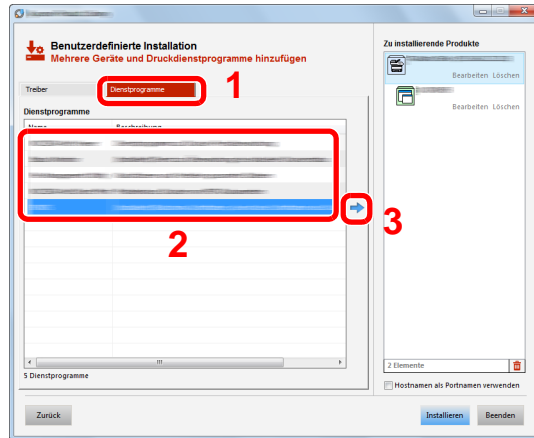 Benutzerdefinierte Installation
Mehrere Geräte und Druckdienstprogramme hinzufügen
1
Treiber
Dienstprogramme
Dienstprogramme
Name
Beschreibung
2
3
5 Dienstprogramme
Zu installierende Produkte
Bearbeiten Löschen
Bearbeiten Löschen
2 Elemente
Hostnamen als Portnamen verwenden
Zurück
Installieren
Beenden